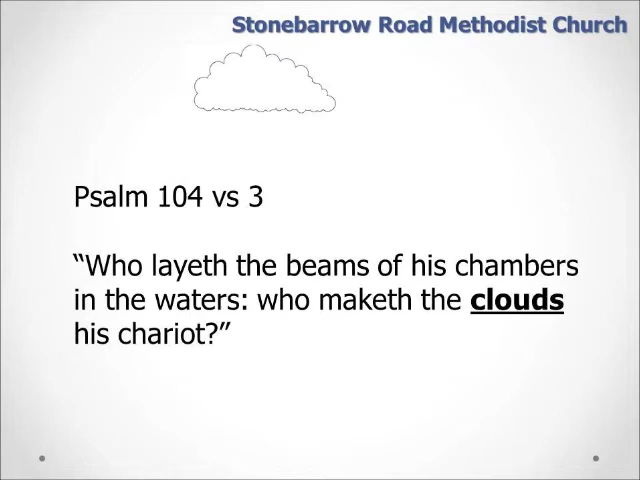 Stonebarrow Road Methodist Church
Psalm 104 vs 3
“Who layeth the beams of his chambers
in the waters: who maketh the clouds
his chariot?”